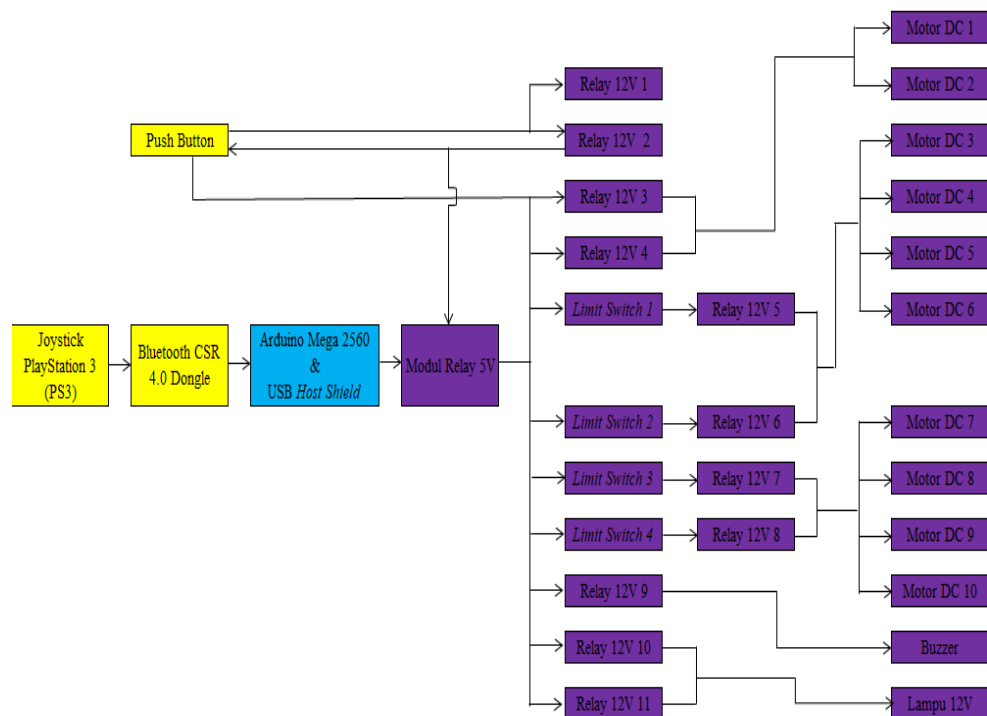 Motor DC 1
Relay 12V 1
Motor DC 2
Push Button
Relay 12V 2
Motor DC 3
Relay 12V 3
Motor DC 4
Relay 12V 4
Motor DC 5
Limit Switch 1
Relay 12V 5
Motor DC 6
Joystick
PlayStation 3
(PS3)
Bluetooth CSR
4.0 Dongle
Arduino Mega 2560
&
USB Host Shield
Modul Relay 5V
Limit Switch 2
Relay 12V 6
Motor DC 7
Limit Switch 3
Relay 12V 7
Motor DC 8
Limit Switch 4
Relay 12V 8
Motor DC 9
Relay 12V 9
Motor DC 10
Relay 12V 10
Buzzer
Relay 12V 11
Lampu 12V